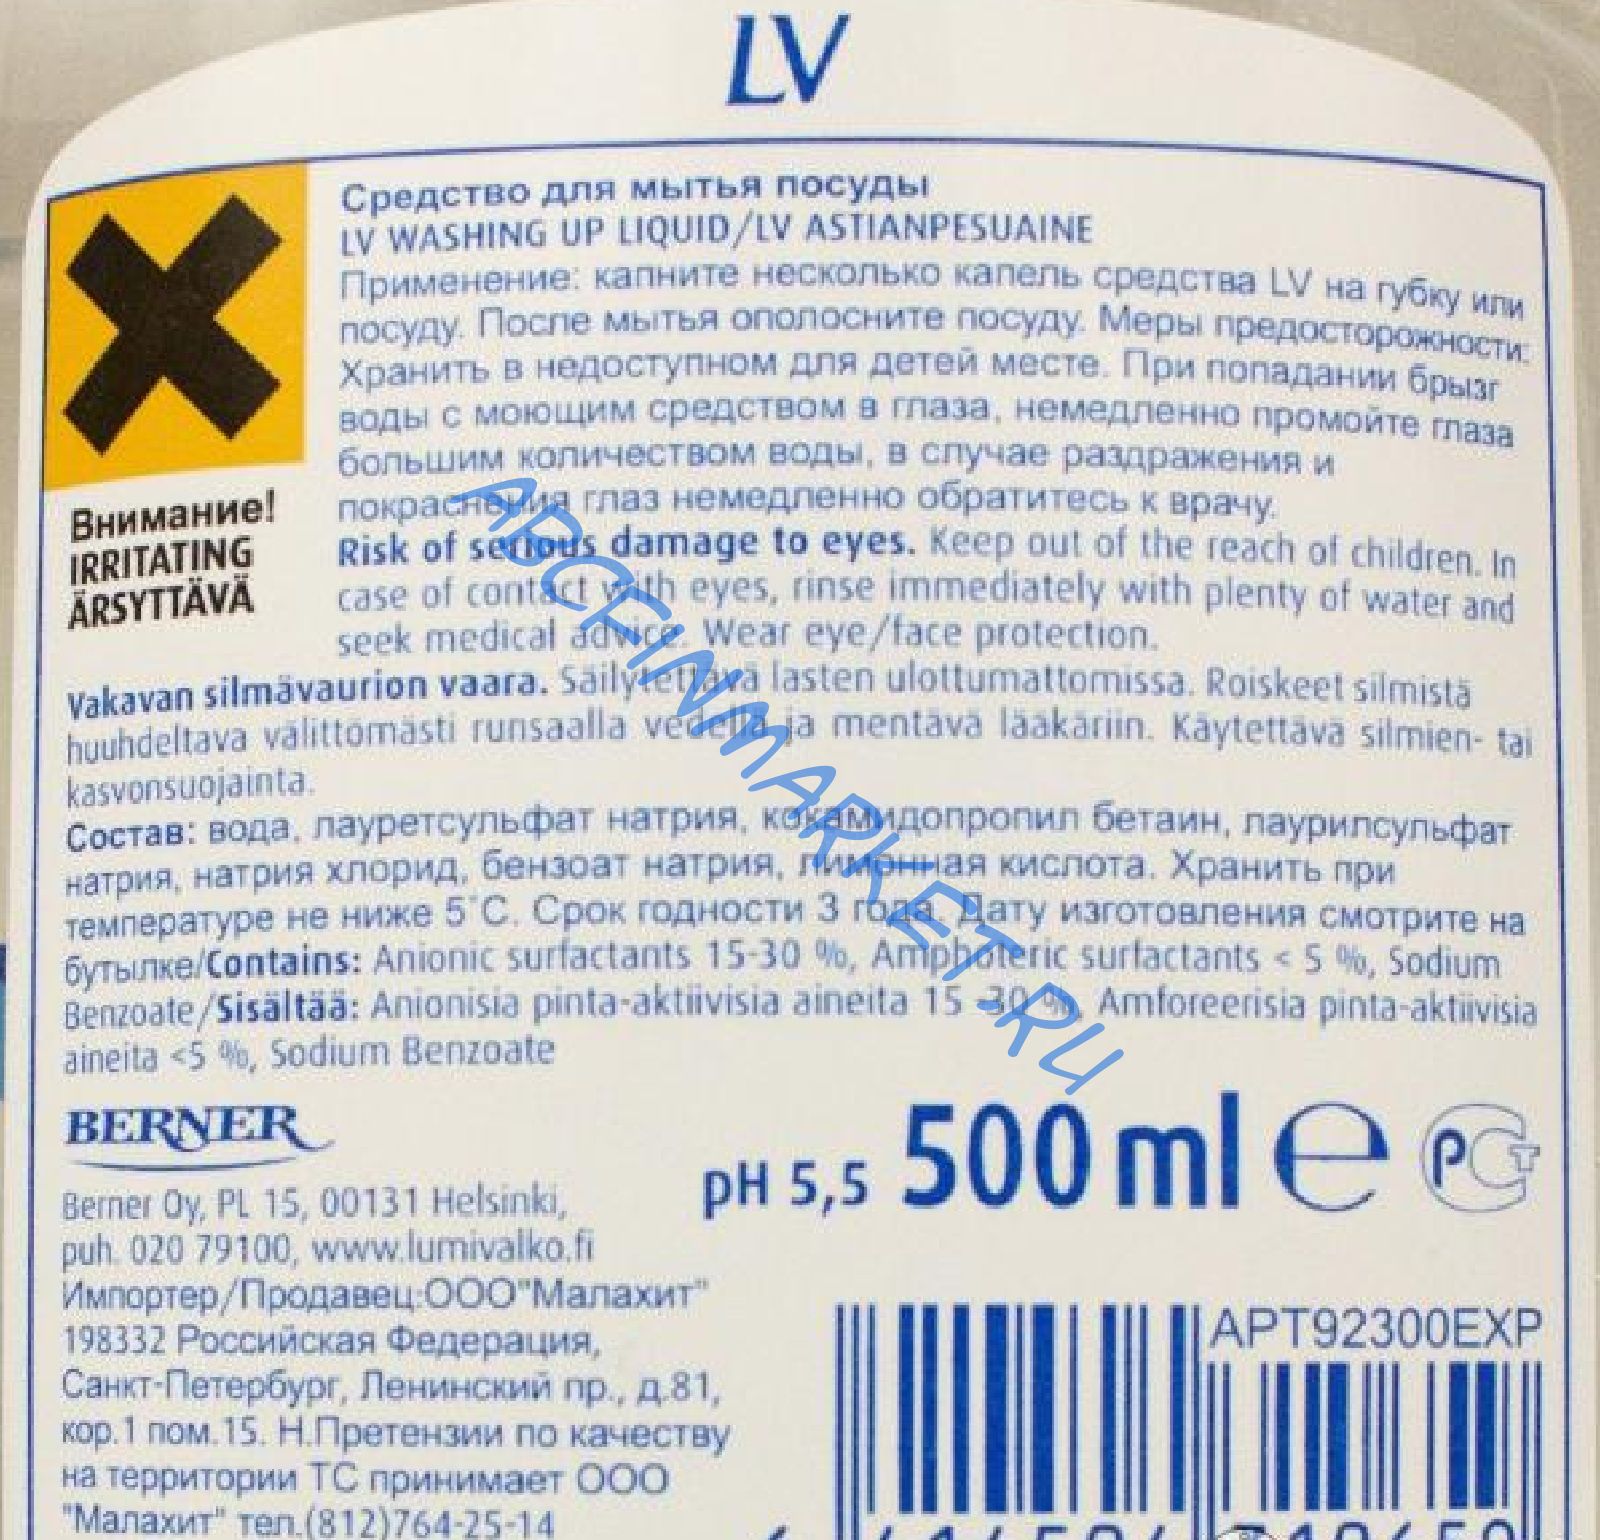 LV
Средство для мытья посуды
LV WASHING UP LIQUID/LV ASTIANPESUAINE
Применение: капните несколько капель средства LV на губку или
посуду. После мытья ополосните посуду. Меры предосторожности:
Хранить в недоступном для детей месте. При попадании брызг
воды с моющим средством в глаза, немедленно промойте глаза
большим количеством воды, в случае раздражения и
покраснения глаз немедленно обратитесь к врачу.
Внимание!
IRRITATING
ÄRSYTTÄVÄ
Risk of serious damage to eyes. Keep out of the reach of children. In
case of contact with eyes, rinse immediately with plenty of water and
seek medical advice. Wear eye/face protection.
Vakavan silmävaurion vaara. Säilytettävä lasten ulottumattomissa. Roiskeet silmistä
huuhdeltava välittömästi runsaalla vedellä ja mentävä lääkäriin. Käytettävä silmien- tai
kasvonsuojainta.
Состав: вода, лауретсульфат натрия, кокамидопропил бетаин, лаурилсульфат
натрия, натрия хлорид, бензоат натрия, лимонная кислота. Хранить при
температуре не ниже 5°С. Срок годности 3 года. Дату изготовления смотрите на
бутылке/Contains: Anionic surfactants 15-30 %, Amphoteric surfactants < 5 %, Sodium
Benzoate/Sisältää: Anionisia pinta-aktiivisia aineita 15 -30 %, Amforeerisia pinta-aktiivisia
aineita <5 %, Sodium Benzoate
ABCFINMARKET.RU
BERNER
pH 5,5 500 ml e РСТ
Berner Oy, PL 15, 00131 Helsinki,
puh. 020 79100, www.lumivalko.fi
Импортер/Продавец:ООО"Малахит"
198332 Российская Федерация,
Санкт-Петербург, Ленинский пр., д.81,
кор.1 пом.15. Н.Претензии по качеству
на территории ТС принимает ООО
"Малахит" тел.(812)764-25-14
APT92300EXP